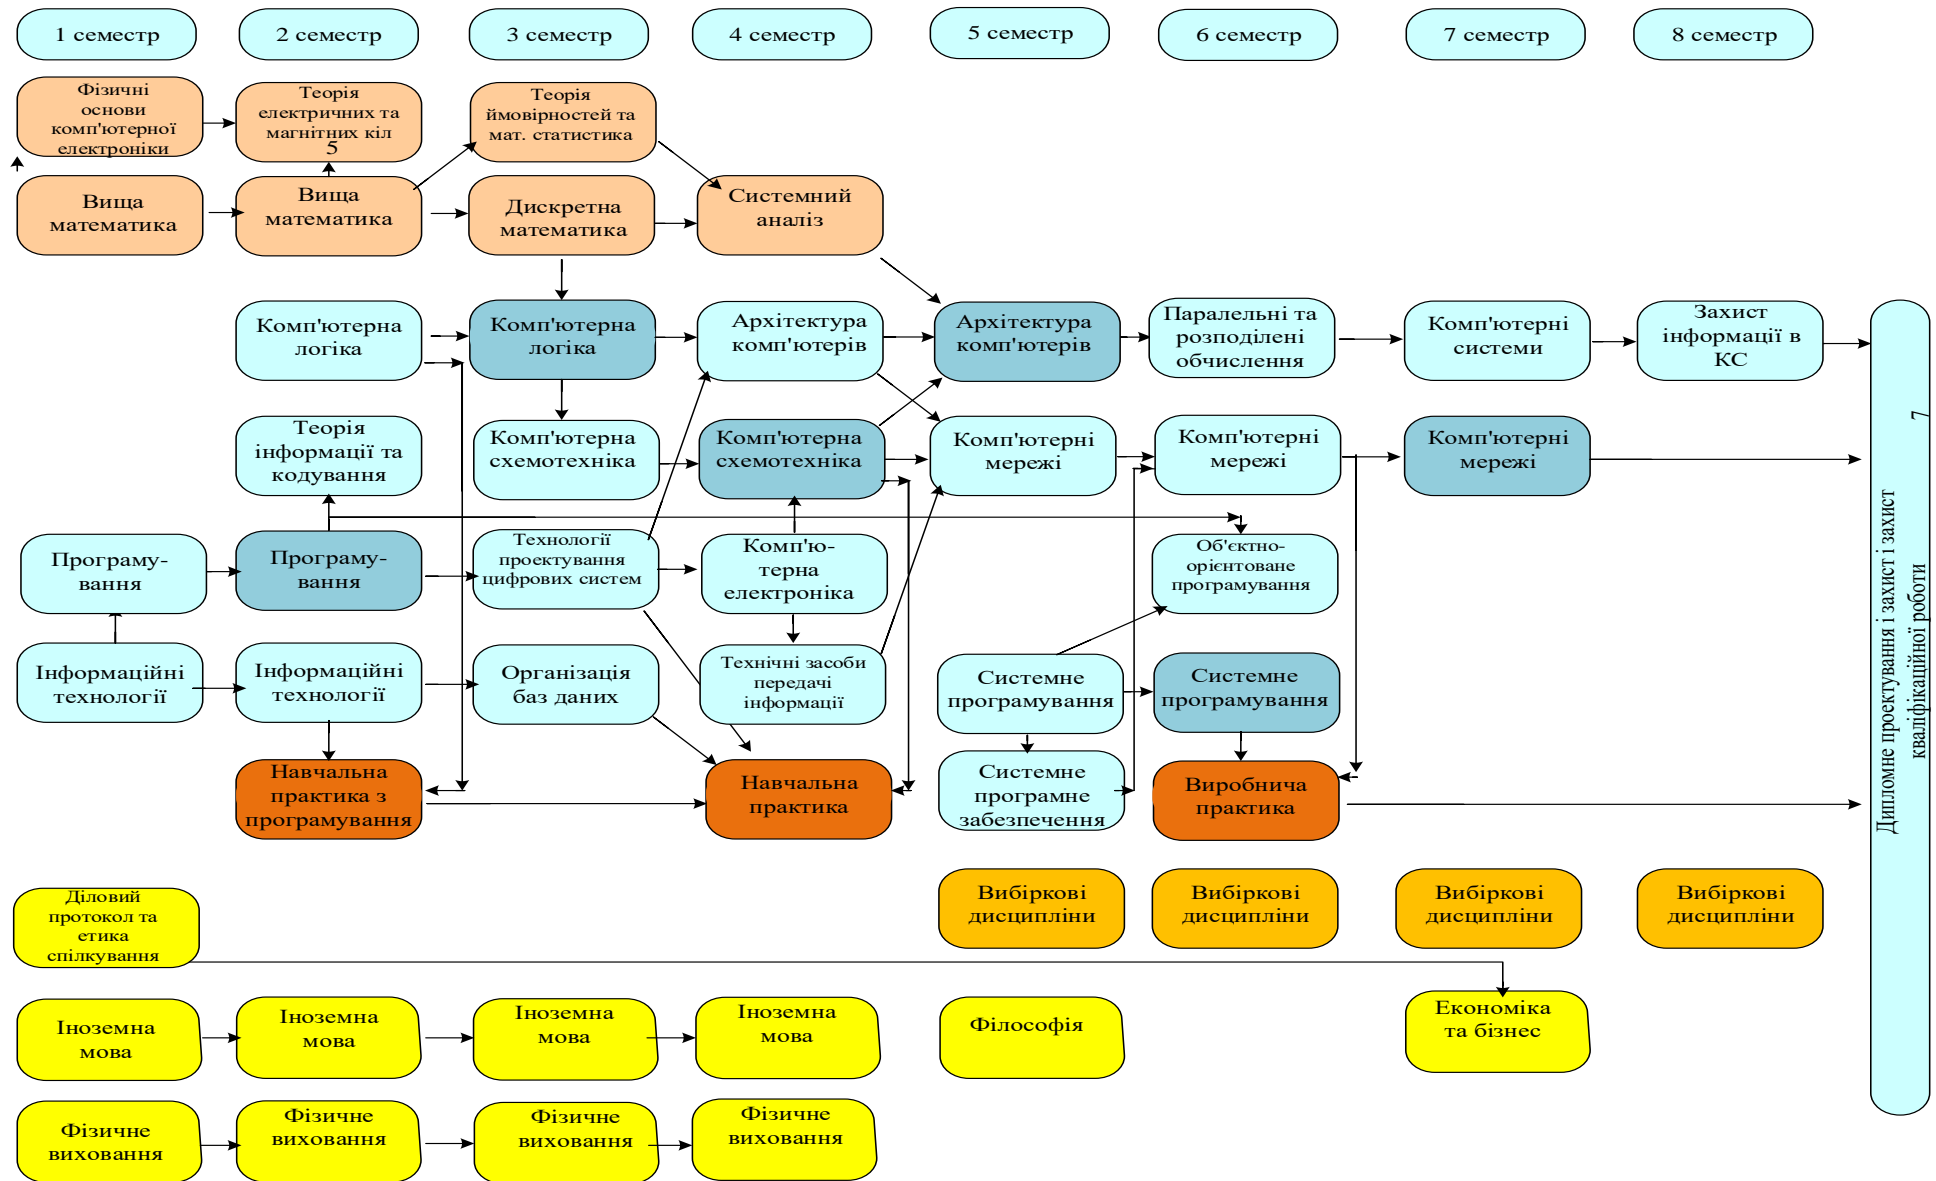 1 семестр
2 семестр
3 семестр
4 семестр
5 семестр
6 семестр
7 семестр
8 семестр
Фізичні
основи
комп'ютерної
електроніки
Теорія
електричних та
магнітних кіл
5
Теорія
ймовірностей та
мат. статистика
Вища
математика
Вища
математика
Дискретна
математика
Системний
аналіз
Комп'ютерна
логіка
Комп'ютерна
логіка
Архітектура
комп'ютерів
Архітектура
комп'ютерів
Паралельні та
розподілені
обчислення
Комп'ютерні
системи
Захист
інформації в
КС
Теорія
інформації та
кодування
Комп'ютерна
схемотехніка
Комп'ютерна
схемотехніка
Комп'ютерні
мережі
Комп'ютерні
мережі
Комп'ютерні
мережі
Програму-
вання
Програму-
вання
Технології
проектування
цифрових систем
Комп'ю-
терна
електроніка
Об'єктно-
орієнтоване
програмування
Інформаційні
технології
Інформаційні
технології
Організація
баз даних
Технічні засоби
передачі
інформації
Системне
програмування
Системне
програмування
Навчальна
практика з
програмування
Навчальна
практика
Системне
програмне
забезпечення
Виробнича
практика
Дипломне проектування і захист і захист 7
кваліфікаційної роботи
Діловий
протокол та
етика
спілкування
Вибіркові
дисципліни
Вибіркові
дисципліни
Вибіркові
дисципліни
Вибіркові
дисципліни
Іноземна
мова
Іноземна
мова
Іноземна
мова
Іноземна
мова
Філософія
Економіка
та бізнес
Фізичне
виховання
Фізичне
виховання
Фізичне
виховання
Фізичне
виховання